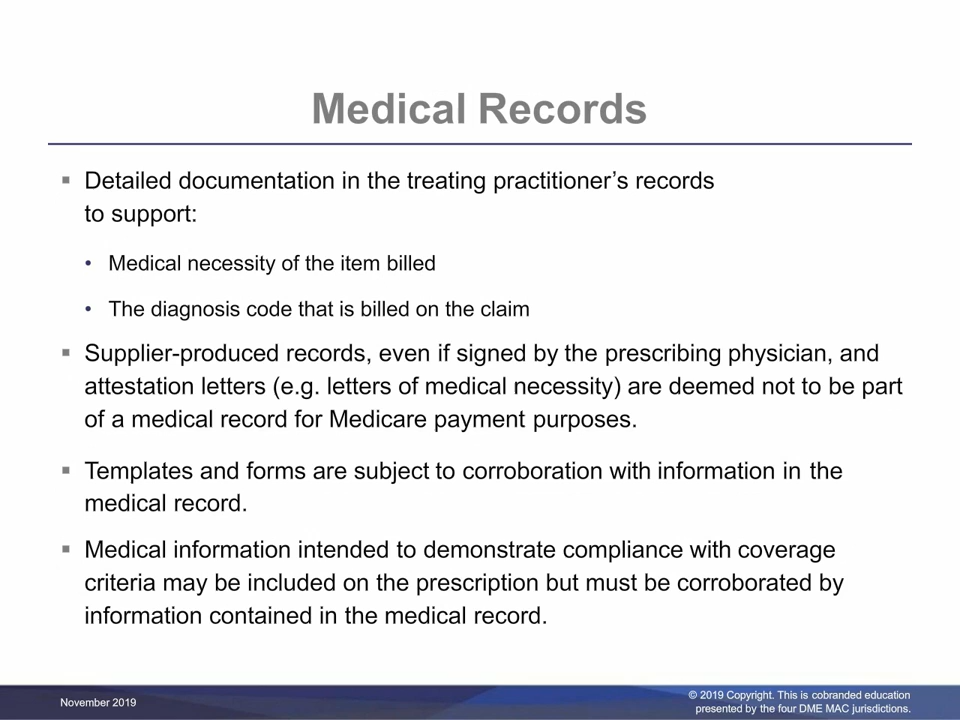 Medical Records
▪ Detailed documentation in the treating practitioner’s records
to support:
• Medical necessity of the item billed
• The diagnosis code that is billed on the claim
▪ Supplier-produced records, even if signed by the prescribing physician, and
attestation letters (e.g. letters of medical necessity) are deemed not to be part
of a medical record for Medicare payment purposes.
▪ Templates and forms are subject to corroboration with information in the
medical record.
▪ Medical information intended to demonstrate compliance with coverage
criteria may be included on the prescription but must be corroborated by
information contained in the medical record.
November 2019
© 2019 Copyright. This is cobranded education
presented by the four DME MAC jurisdictions.